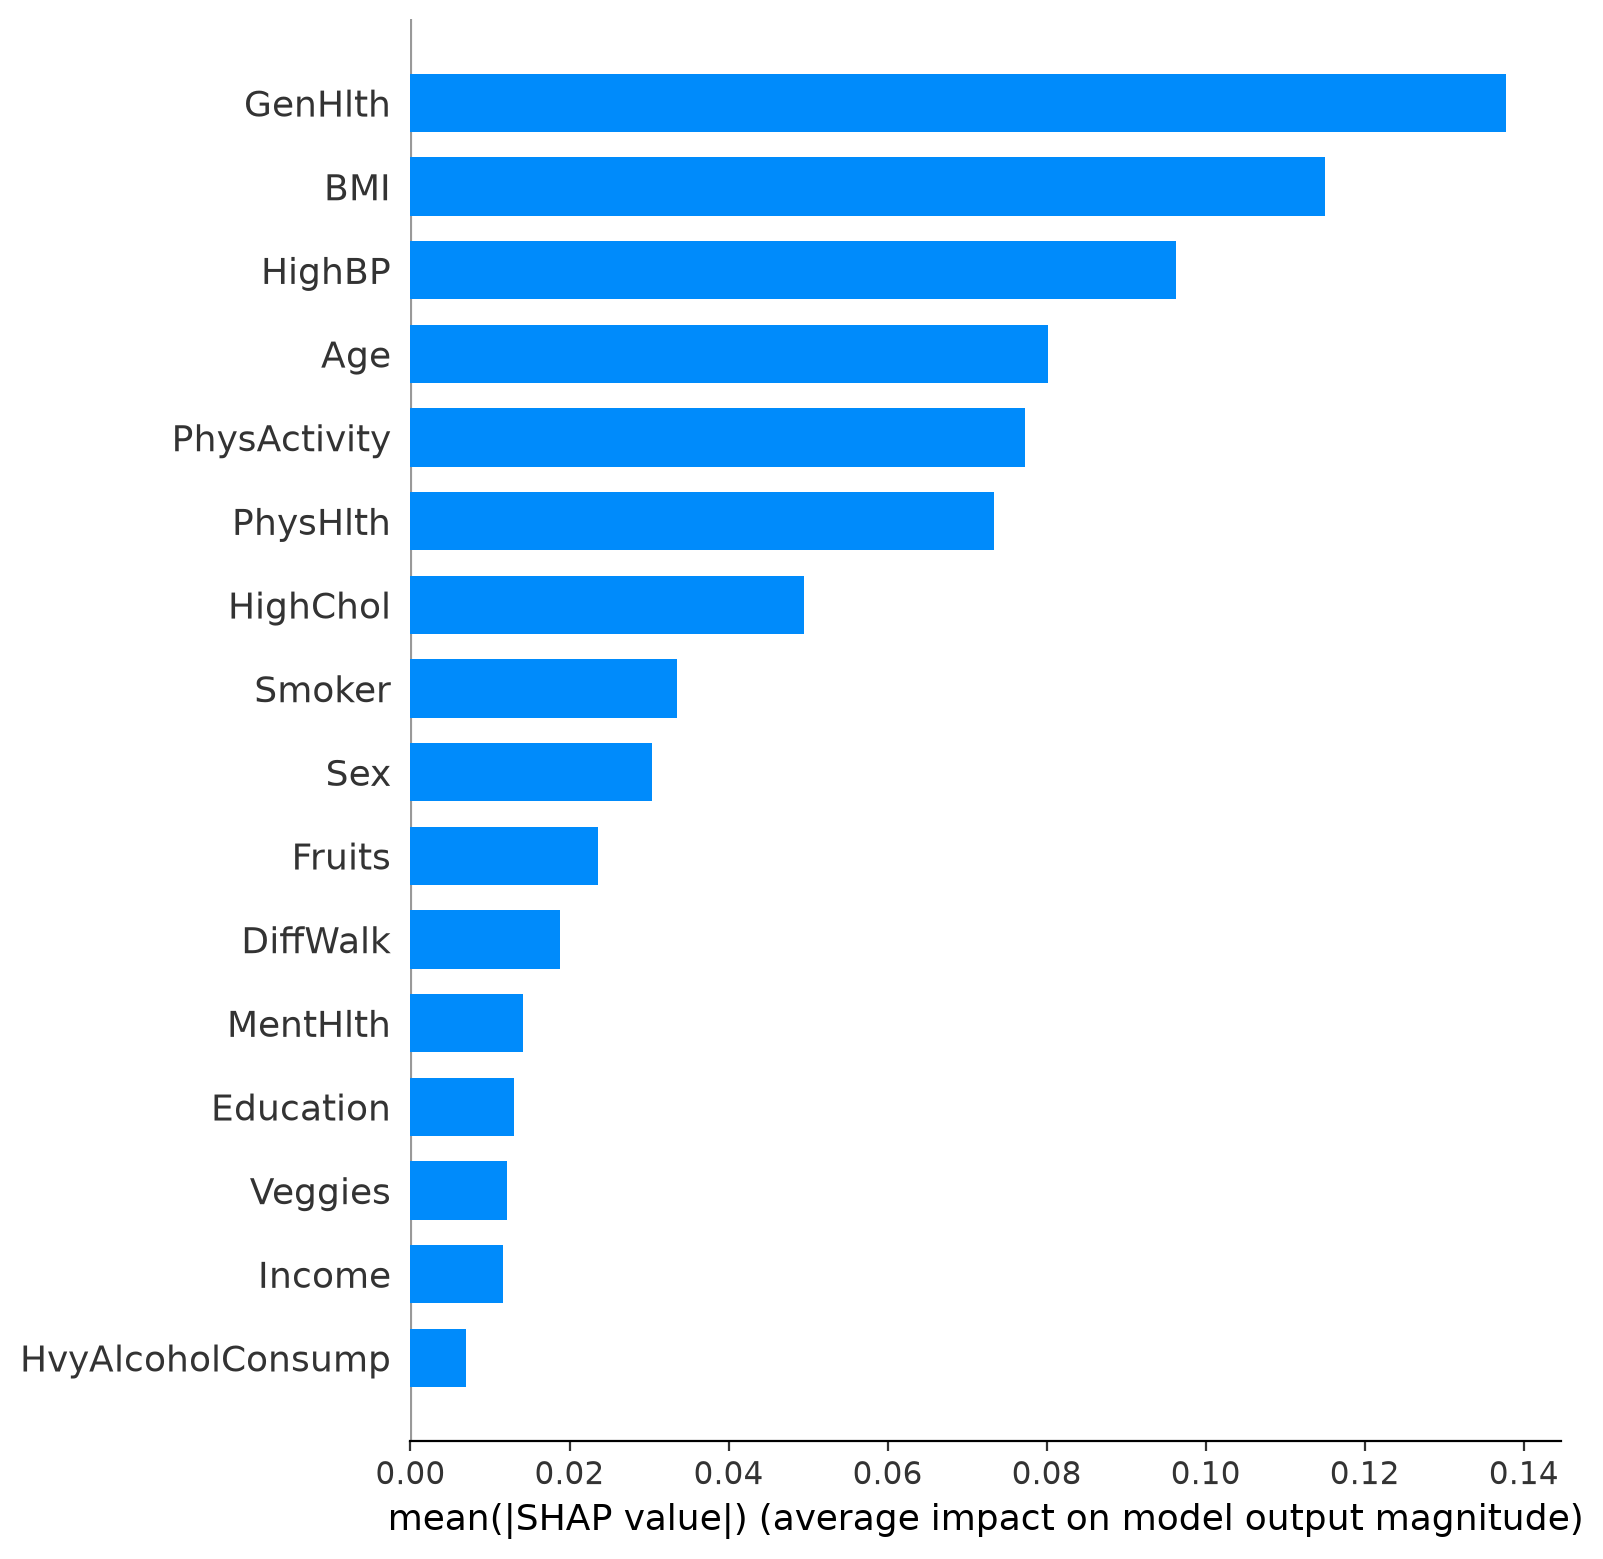 GenHlth
BMI
HighBP
Age
PhysActivity
PhysHlth
HighChol
Smoker
Sex
Fruits
DiffWalk
MentHlth
Education
Veggies
Income
HvyAlcoholConsump
0.00 0.02 0.04 0.06 0.08 0.10 0.12 0.14
mean(|SHAP value|) (average impact on model output magnitude)